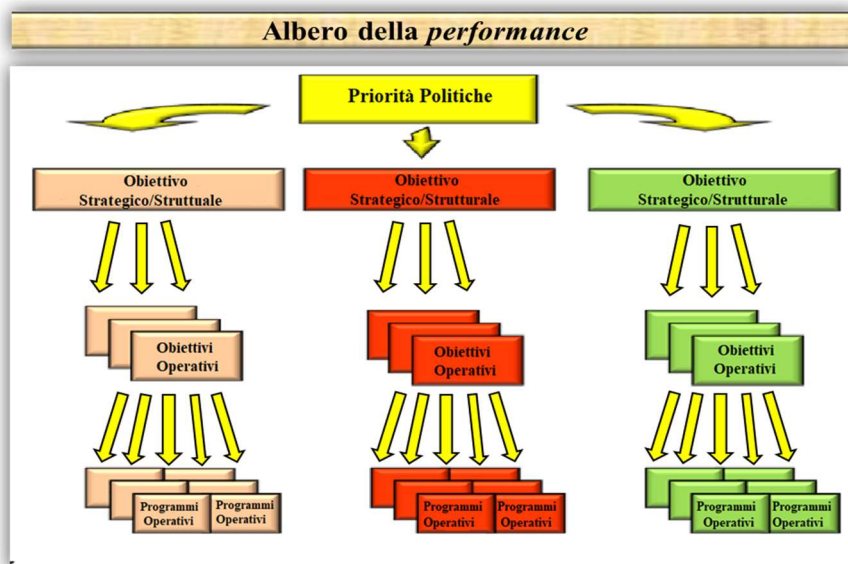 Albero della performance
Priorità Politiche
Obiettivo
Strategico/Struttuale
Obiettivo
Strategico/Strutturale
Obiettivo
Strategico/Strutturale
Obiettivi
Operativi
Obiettivi
Operativi
Obiettivi
Operativi
Programmi
Operativi
Programmi
Operativi
Programmi
Operativi
Programmi
Operativi
Programmi
Operativi
Programmi
Operativi